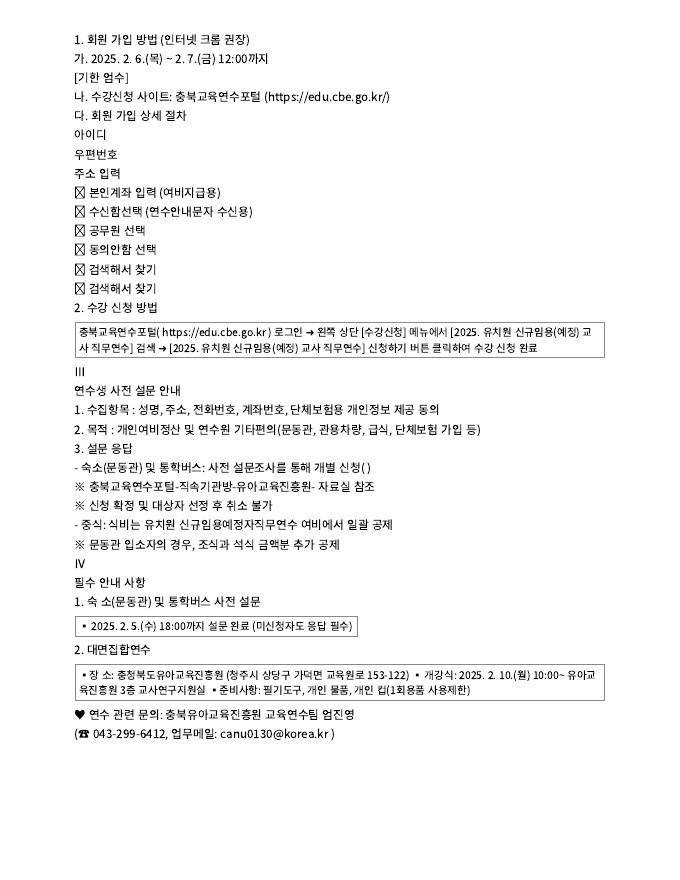 1. 회원 가입 방법 (인터넷 크롬 권장)
가. 2025. 2. 6.(목) ~ 2. 7.(금) 12:00까지
[기한 엄수]
나. 수강신청 사이트: 충북교육연수포털 (https://edu.cbe.go.kr/)
다. 회원 가입 상세 절차
아이디
우편번호
주소 입력
☒ 본인계좌 입력 (여비지급용)
☒ 수신함선택 (연수안내문자 수신용)
☒ 공무원 선택
☒ 동의안함 선택
☒ 검색해서 찾기
☒ 검색해서 찾기
2. 수강 신청 방법
충북교육연수포털( https://edu.cbe.go.kr ) 로그인 ➜ 왼쪽 상단 [수강신청] 메뉴에서 [2025. 유치원 신규임용(예정) 교
사 직무연수] 검색 ➜ [2025. 유치원 신규임용(예정) 교사 직무연수] 신청하기 버튼 클릭하여 수강 신청 완료
III
연수생 사전 설문 안내
1. 수집항목 : 성명, 주소, 전화번호, 계좌번호, 단체보험용 개인정보 제공 동의
2. 목적 : 개인여비정산 및 연수원 기타편의(문동관, 관용차량, 급식, 단체보험 가입 등)
3. 설문 응답
- 숙소(문동관) 및 통학버스: 사전 설문조사를 통해 개별 신청( )
※ 충북교육연수포털-직속기관방-유아교육진흥원- 자료실 참조
※ 신청 확정 및 대상자 선정 후 취소 불가
- 중식: 식비는 유치원 신규임용예정자직무연수 여비에서 일괄 공제
※ 문동관 입소자의 경우, 조식과 석식 금액분 추가 공제
IV
필수 안내 사항
1. 숙 소(문동관) 및 통학버스 사전 설문
▪ 2025. 2. 5.(수) 18:00까지 설문 완료 (미신청자도 응답 필수)
2. 대면집합연수
▪장 소: 충청북도유아교육진흥원 (청주시 상당구 가덕면 교육원로 153-122) ▪ 개강식: 2025. 2. 10.(월) 10:00~ 유아교
육진흥원 3층 교사연구지원실 ▪준비사항: 필기도구, 개인 물품, 개인 컵(1회용품 사용제한)
♥ 연수 관련 문의: 충북유아교육진흥원 교육연수팀 엄진영
(☎ 043-299-6412, 업무메일: canu0130@korea.kr )